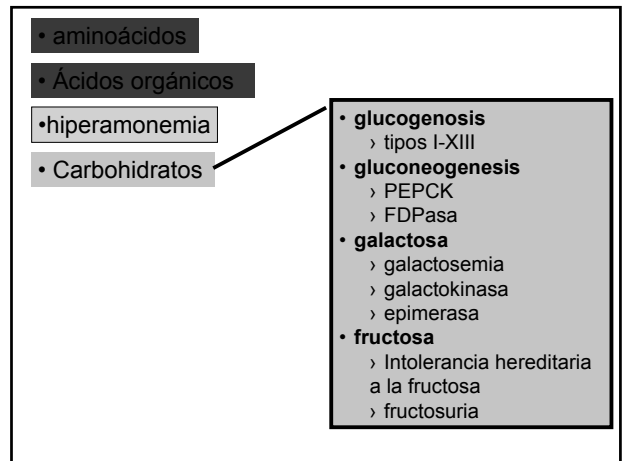 • aminoácidos
• Ácidos orgánicos
•hiperamonemia
• Carbohidratos
• glucogenosis
› tipos I-XIII
• gluconeogenesis
› PEPCK
› FDPasa
• galactosa
› galactosemia
› galactokinasa
› epimerasa
• fructosa
› Intolerancia hereditaria
a la fructosa
› fructosuria